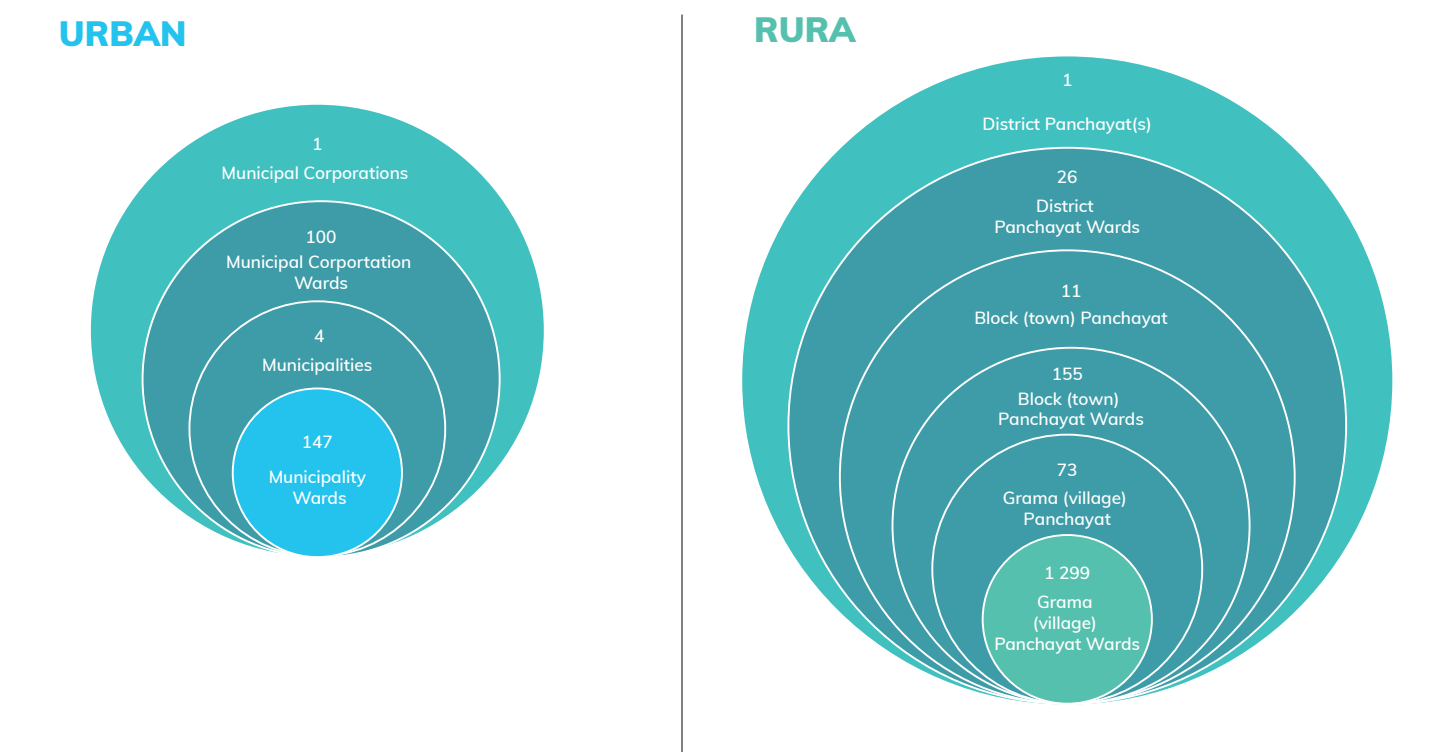 URBAN
1
Municipal Corporations
100
Municipal Corportation
Wards
4
Municipalities
147
Municipality
Wards
RURA
1
District Panchayat(s)
26
District
Panchayat Wards
11
Block (town) Panchayat
155
Block (town)
Panchayat Wards
73
Grama (village)
Panchayat
1 299
Grama
(village)
Panchayat Wards